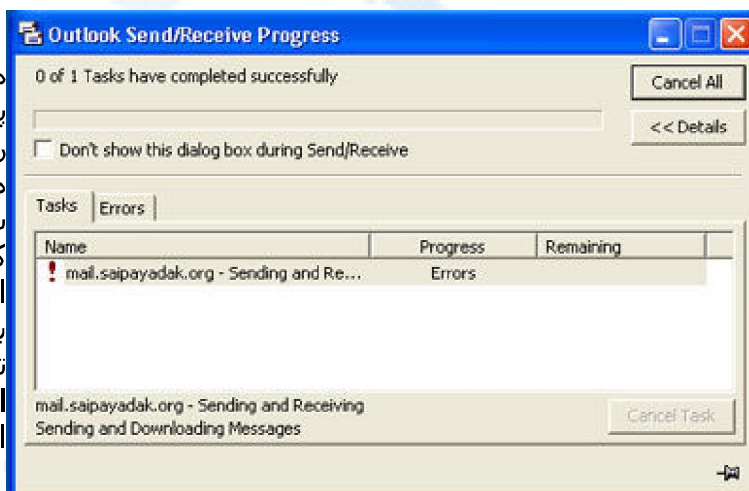 Outlook Send/Receive Progress
0 of 1 Tasks have completed successfully
Cancel All
<< Details
Don't show this dialog box during Send/Receive
Tasks
Errors
Name Progress Remaining
! mail.saipayadak.org - Sending and Re... Errors
mail.saipayadak.org - Sending and Receiving
Sending and Downloading Messages
Cancel Task